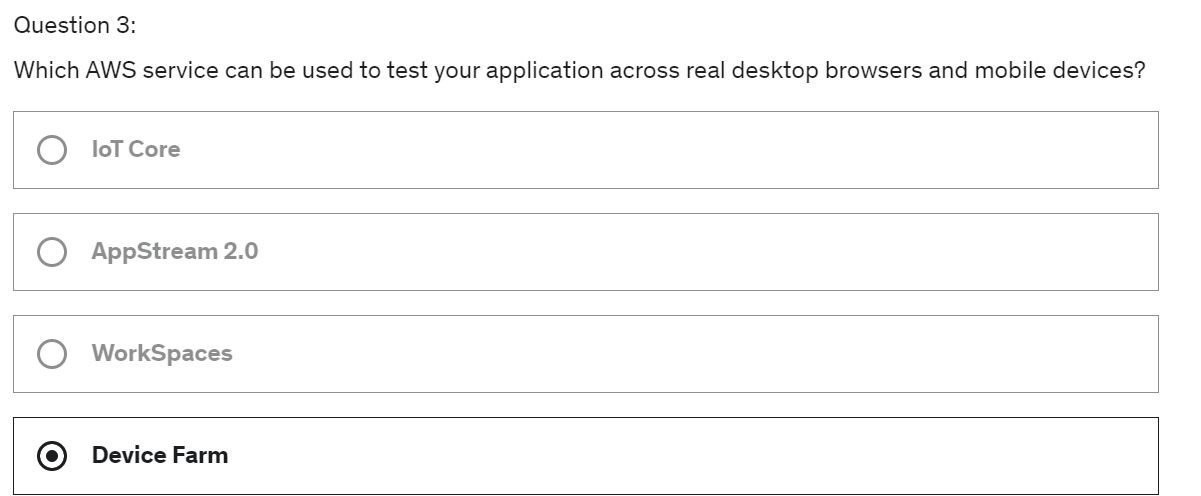 Question 3:
Which AWS service can be used to test your application across real desktop browsers and mobile devices?
IoT Core
AppStream 2.0
WorkSpaces
Device Farm